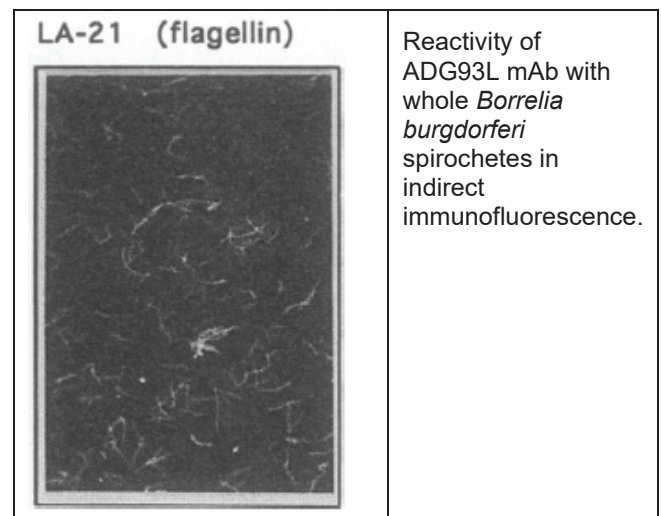 LA-21 (flagellin)
Reactivity of
ADG93L mAb with
whole Borrelia
burgdorferi
spirochetes in
indirect
immunofluorescence.